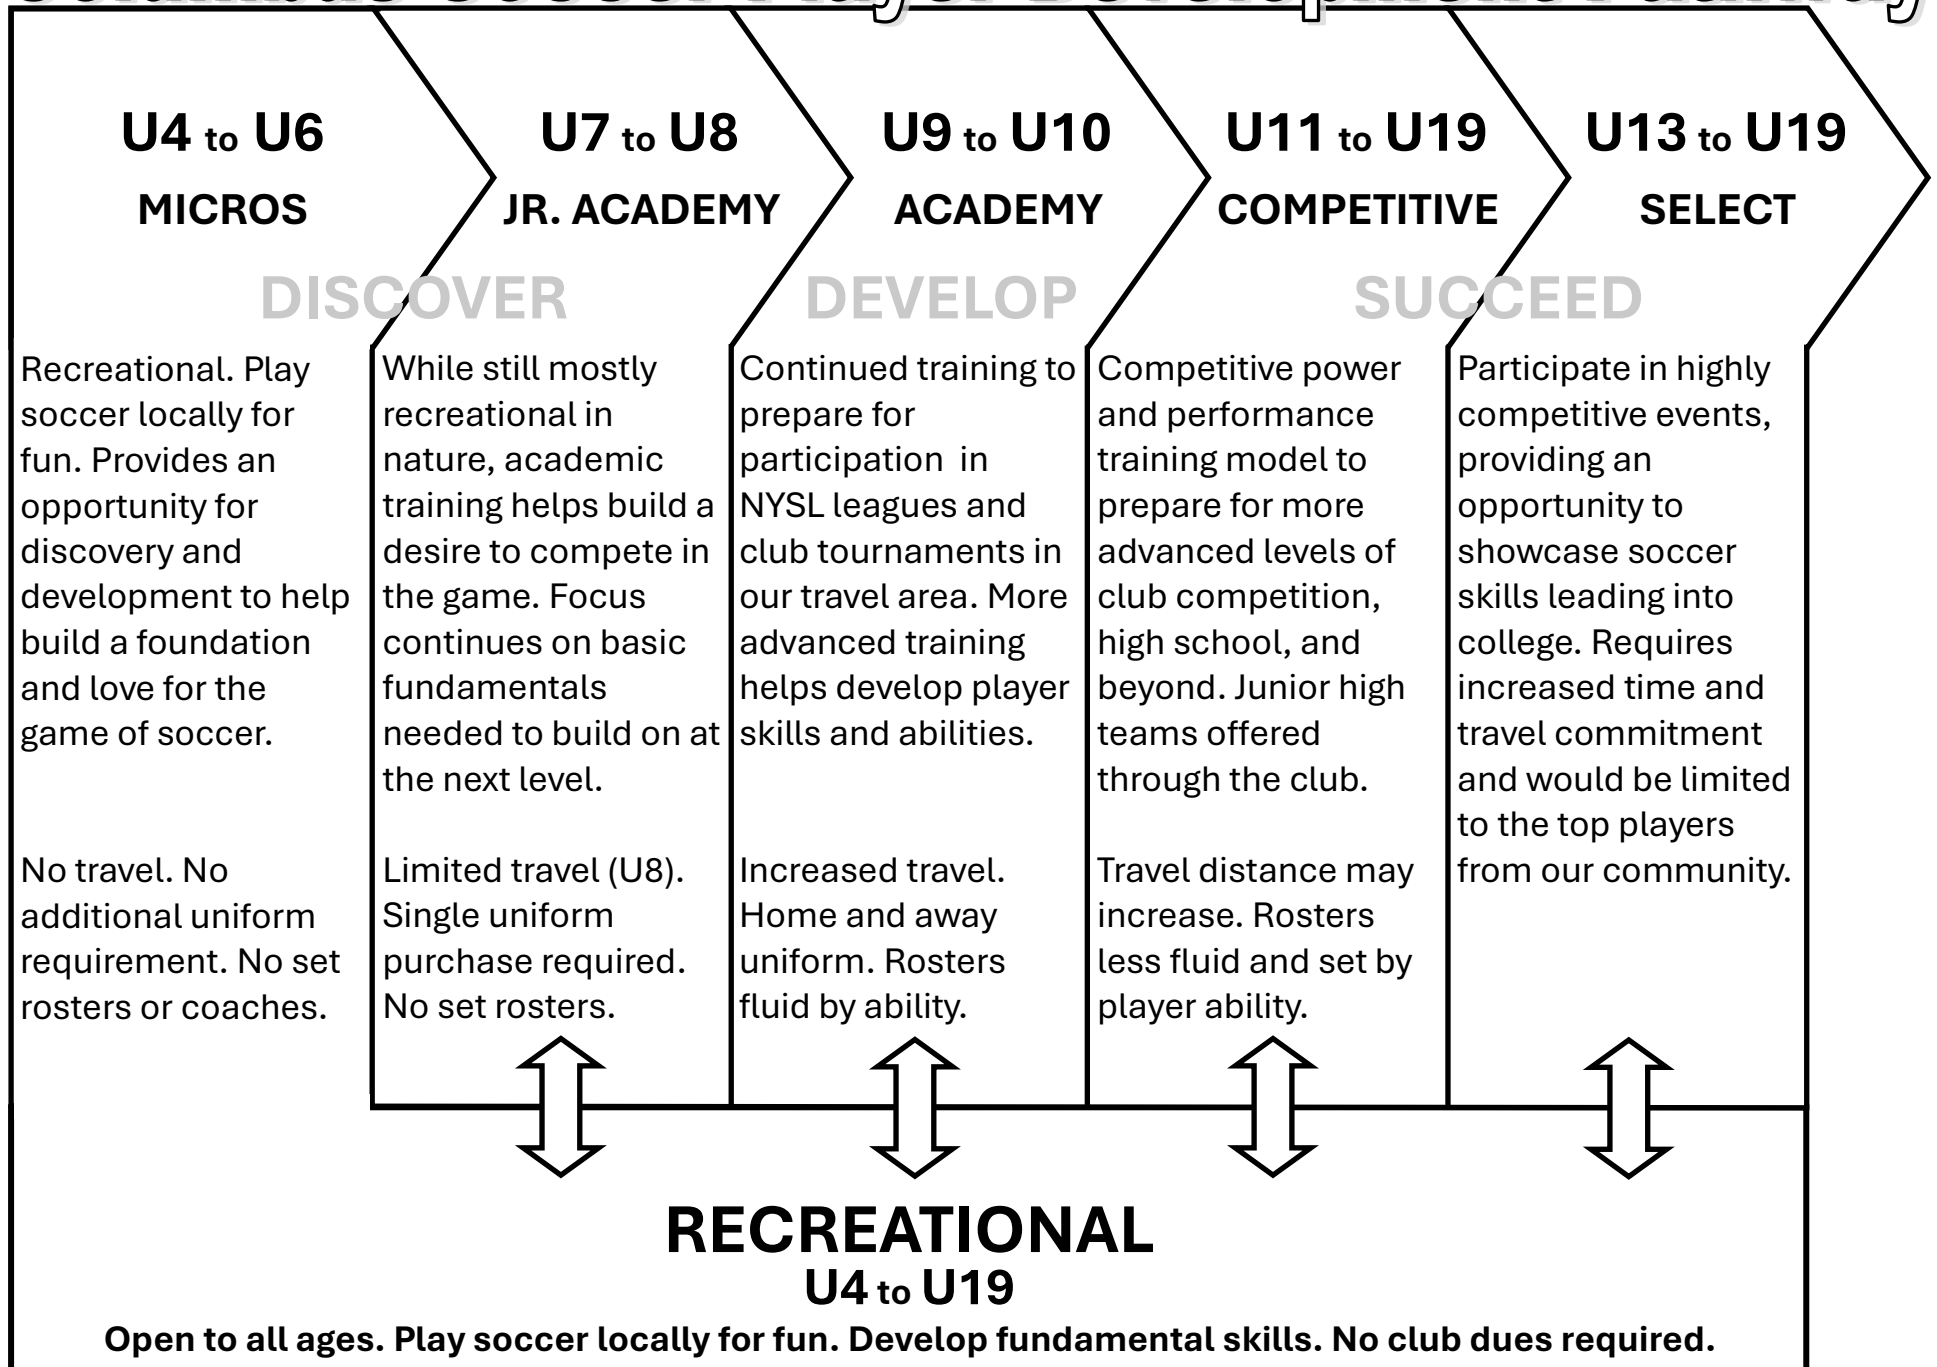 Columbus Soccer Player Development Pathway
U4 to U6
MICROS
U7 to U8
JR. ACADEMY
U9 to U10
ACADEMY
U11 to U19
COMPETITIVE
U13 to U19
SELECT
DISCOVER
DEVELOP
SUCCEED
Recreational. Play
soccer locally for
fun. Provides an
opportunity for
discovery and
development to help
build a foundation
and love for the
game of soccer.
No travel. No
additional uniform
requirement. No set
rosters or coaches.
While still mostly
recreational in
nature, academic
training helps build a
desire to compete in
the game. Focus
continues on basic
fundamentals
needed to build on at
the next level.
Limited travel (U8).
Single uniform
purchase required.
No set rosters.
Continued training to
prepare for
participation in
NYSL leagues and
club tournaments in
our travel area. More
advanced training
helps develop player
skills and abilities.
Increased travel.
Home and away
uniform. Rosters
fluid by ability.
Competitive power
and performance
training model to
prepare for more
advanced levels of
club competition,
high school, and
beyond. Junior high
teams offered
through the club.
Travel distance may
increase. Rosters
less fluid and set by
player ability.
Participate in highly
competitive events,
providing an
opportunity to
showcase soccer
skills leading into
college. Requires
increased time and
travel commitment
and would be limited
to the top players
from our community.
RECREATIONAL
U4 to U19
Open to all ages. Play soccer locally for fun. Develop fundamental skills. No club dues required.